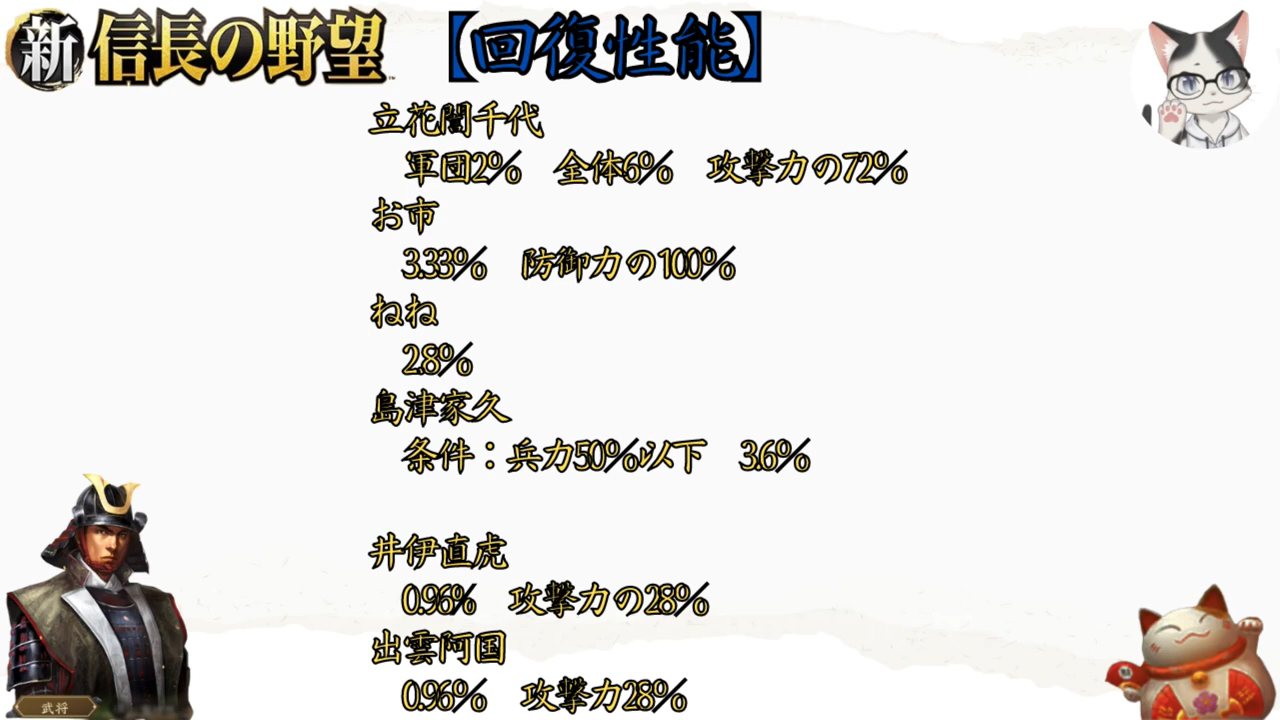 新信長の野望
【回復性能】
立花誾千代
軍団2% 全体6% 攻撃力の72%
お市
3.33% 防御力の100%
ねね
2.8%
島津家久
条件：兵力50%以下 3.6%
井伊直虎
0.96% 攻撃力の28%
出雲阿国
0.96% 攻撃力28%
武将